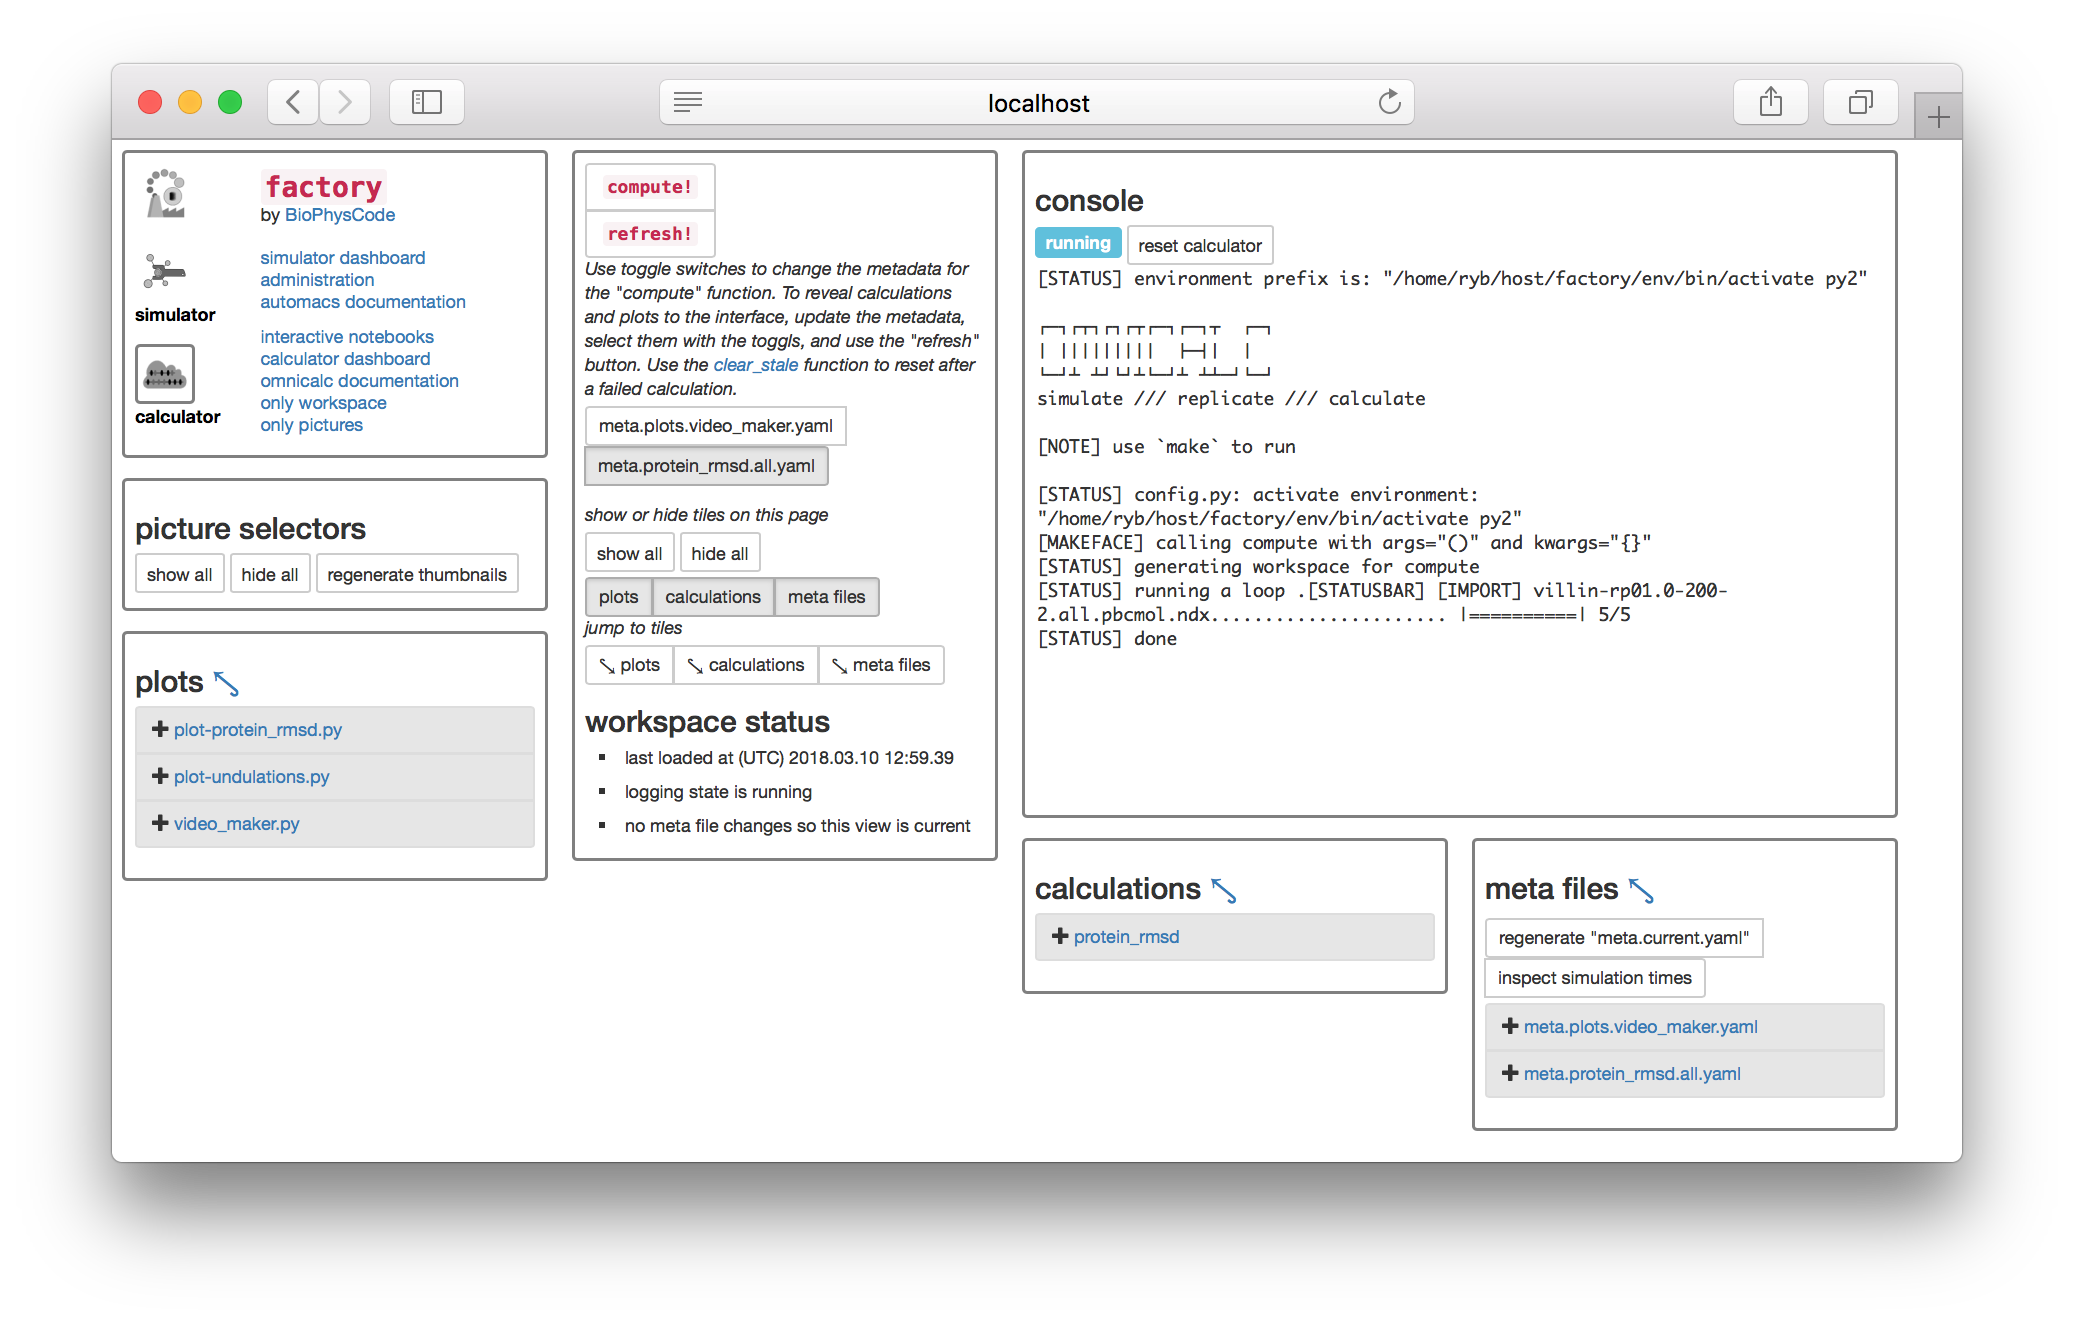 localhost
factory
by BioPhysCode
simulator dashboard
administration
automacs documentation
simulator
interactive notebooks
calculator dashboard
omnicalc documentation
only workspace
only pictures
calculator
picture selectors
show all
hide all
regenerate thumbnails
plots
plot-protein_rmsd.py
plot-undulations.py
video_maker.py
compute!
refresh!
Use toggle switches to change the metadata for
the "compute" function. To reveal calculations
and plots to the interface, update the metadata,
select them with the toggls, and use the "refresh"
button. Use the clear_stale function to reset after
a failed calculation.
meta.plots.video_maker.yaml
meta.protein_rmsd.all.yaml
show or hide tiles on this page
show all
hide all
plots
calculations
meta files
jump to tiles
plots
calculations
meta files
workspace status
last loaded at (UTC) 2018.03.10 12:59.39
logging state is running
no meta file changes so this view is current
console
running
reset calculator
[STATUS] environment prefix is: "/home/ryb/host/factory/env/bin/activate py2"
simulate /// replicate /// calculate
[NOTE] use `make` to run
[STATUS] config.py: activate environment:
"/home/ryb/host/factory/env/bin/activate py2"
[MAKEFACE] calling compute with args="()" and kwargs="{}"
[STATUS] generating workspace for compute
[STATUS] running a loop .[STATUSBAR] [IMPORT] villin-rp01.0-200-
2.all.pbcmol.ndx...................... |==========| 5/5
[STATUS] done
calculations
protein_rmsd
meta files
regenerate "meta.current.yaml"
inspect simulation times
meta.plots.video_maker.yaml
meta.protein_rmsd.all.yaml